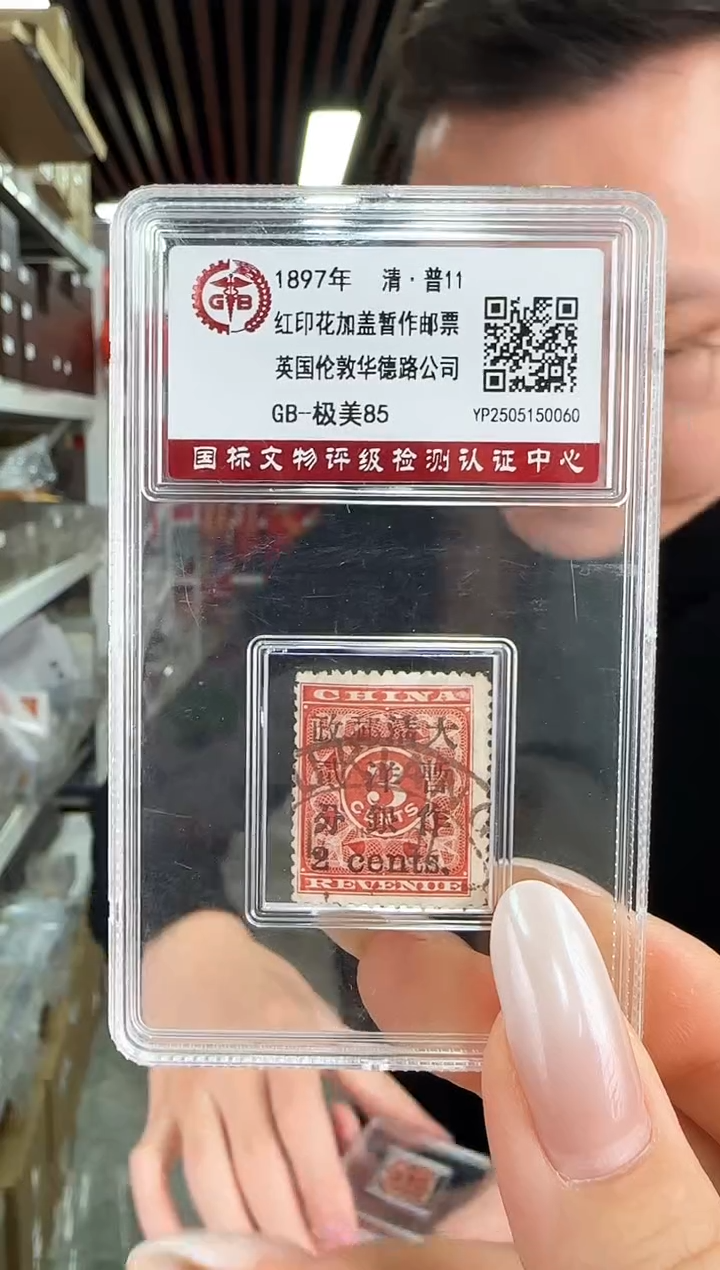 GB
1897年 清·普11
红印花加盖暂作邮票
英国伦敦华德路公司
GB-极美85
YP2505150060
国标文物评级检测认证中心
CHINA
政郵清大
貳洋暫
分銀作
3
CENTS
2 cents.
REVENUE